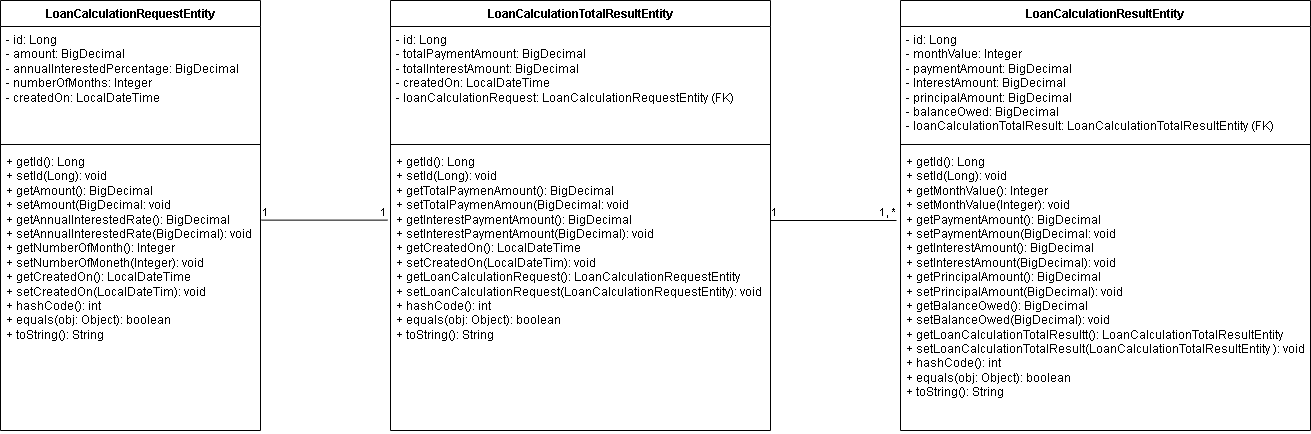 LoanCalculationRequestEntity
- id: Long
- amount: BigDecimal
- annualInterestedPercentage: BigDecimal
- numberOfMonths: Integer
- createdOn: LocalDateTime
+ getId(): Long
+ setId(Long): void
+ getAmount(): BigDecimal
+ setAmount(BigDecimal: void
+ getAnnualInterestedRate(): BigDecimal
+ setAnnualInterestedRate(BigDecimal): void
+ getNumberOfMonth(): Integer
+ setNumberOfMoneth(Integer): void
+ getCreatedOn(): LocalDateTime
+ setCreatedOn(LocalDateTim): void
+ hashCode(): int
+ equals(obj: Object): boolean
+ toString(): String
1
1
LoanCalculationTotalResultEntity
- id: Long
- totalPaymentAmount: BigDecimal
- totalInterestAmount: BigDecimal
- createdOn: LocalDateTime
- loanCalculationRequest: LoanCalculationRequestEntity (FK)
+ getId(): Long
+ setId(Long): void
+ getTotalPaymenAmount(): BigDecimal
+ setTotalPaymenAmoun(BigDecimal: void
+ getInterestPaymentAmount(): BigDecimal
+ setInterestPaymentAmount(BigDecimal): void
+ getCreatedOn(): LocalDateTime
+ setCreatedOn(LocalDateTim): void
+ getLoanCalculationRequest(): LoanCalculationRequestEntity
+ setLoanCalculationRequest(LoanCalculationRequestEntity): void
+ hashCode(): int
+ equals(obj: Object): boolean
+ toString(): String
1
1, *
LoanCalculationResultEntity
- id: Long
- monthValue: Integer
- paymentAmount: BigDecimal
- InterestAmount: BigDecimal
- principalAmount: BigDecimal
- balanceOwed: BigDecimal
- loanCalculationTotalResult: LoanCalculationTotalResultEntity (FK)
+ getId(): Long
+ setId(Long): void
+ getMonthValue(): Integer
+ setMonthValue(Integer): void
+ getPaymentAmount(): BigDecimal
+ setPaymentAmoun(BigDecimal: void
+ getInterestAmount(): BigDecimal
+ setInterestAmount(BigDecimal): void
+ getPrincipalAmount(): BigDecimal
+ setPrincipalAmount(BigDecimal): void
+ getBalanceOwed(): BigDecimal
+ setBalanceOwed(BigDecimal): void
+ getLoanCalculationTotalResultt(): LoanCalculationTotalResultEntity
+ setLoanCalculationTotalResult(LoanCalculationTotalResultEntity ): void
+ hashCode(): int
+ equals(obj: Object): boolean
+ toString(): String